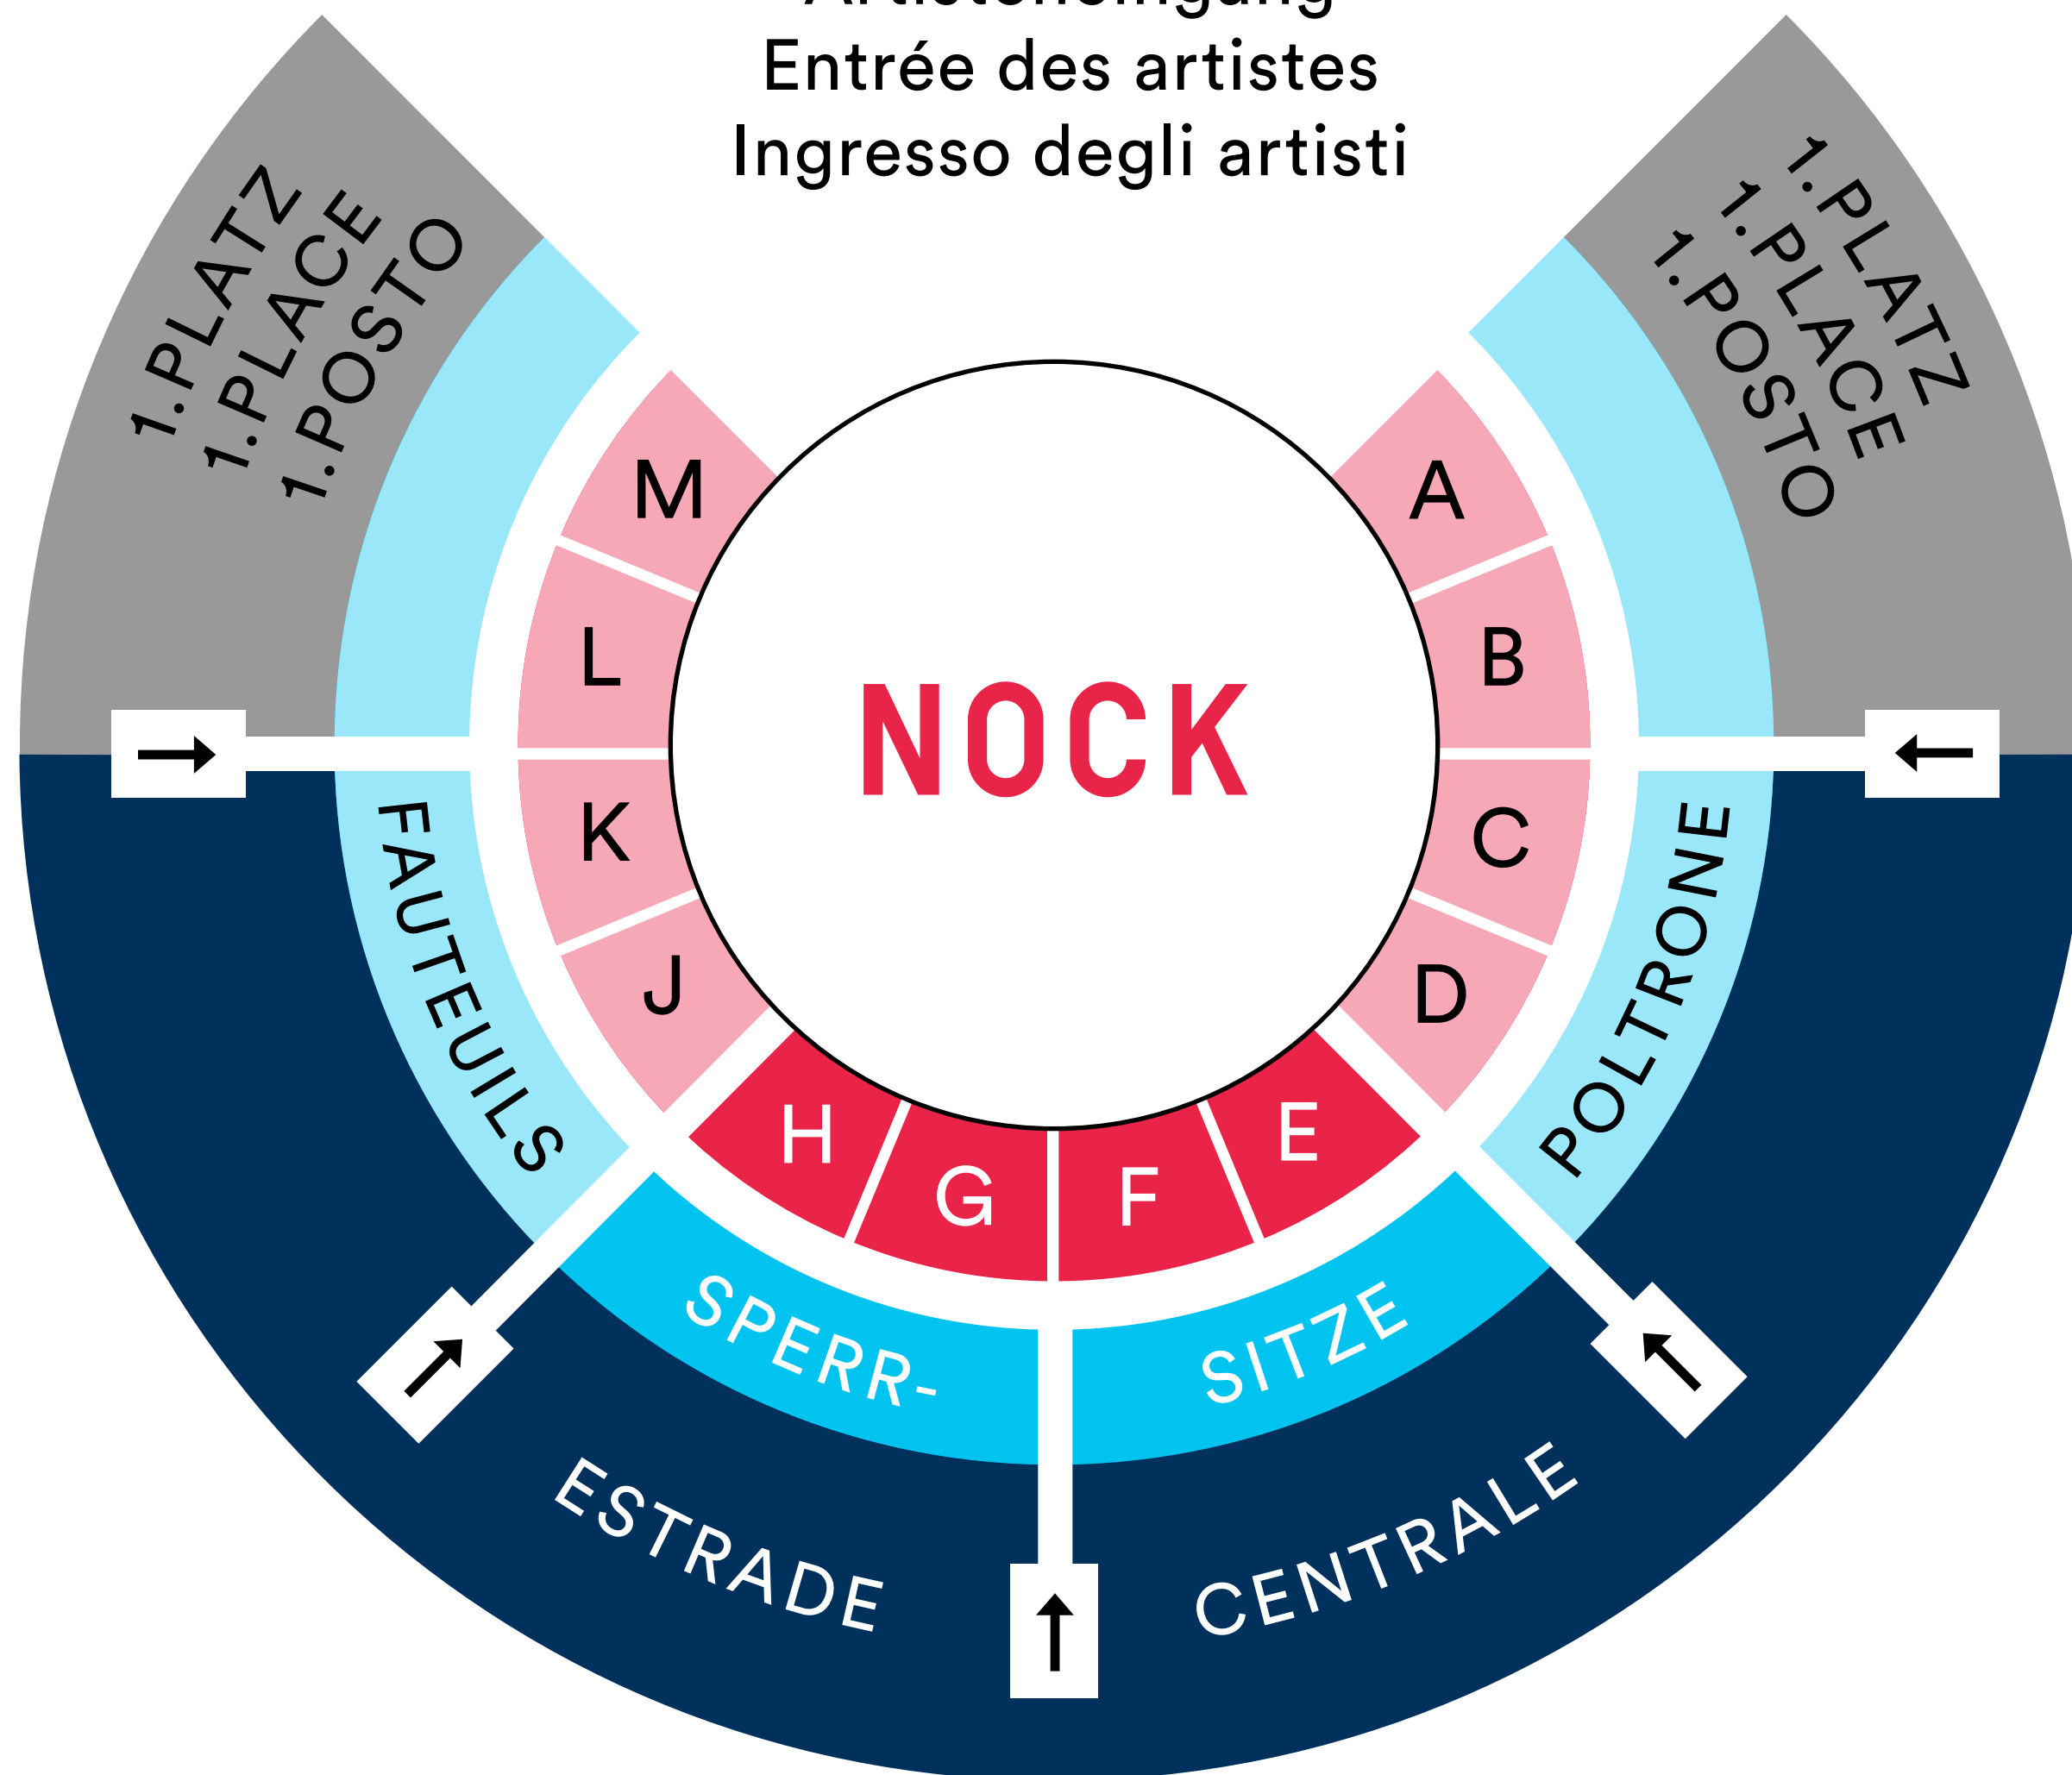 Entrée des artistes
Ingresso degli artisti
1. PLATZ
1. PLACE
1. POSTO
1. PLATZ
1. PLACE
1. POSTO
M
A
L
B
NOCK
K
C
J
D
H
G
F
E
FAUTEUILS
POLTRONE
SPERR-
SITZE
ESTRADE
CENTRALE